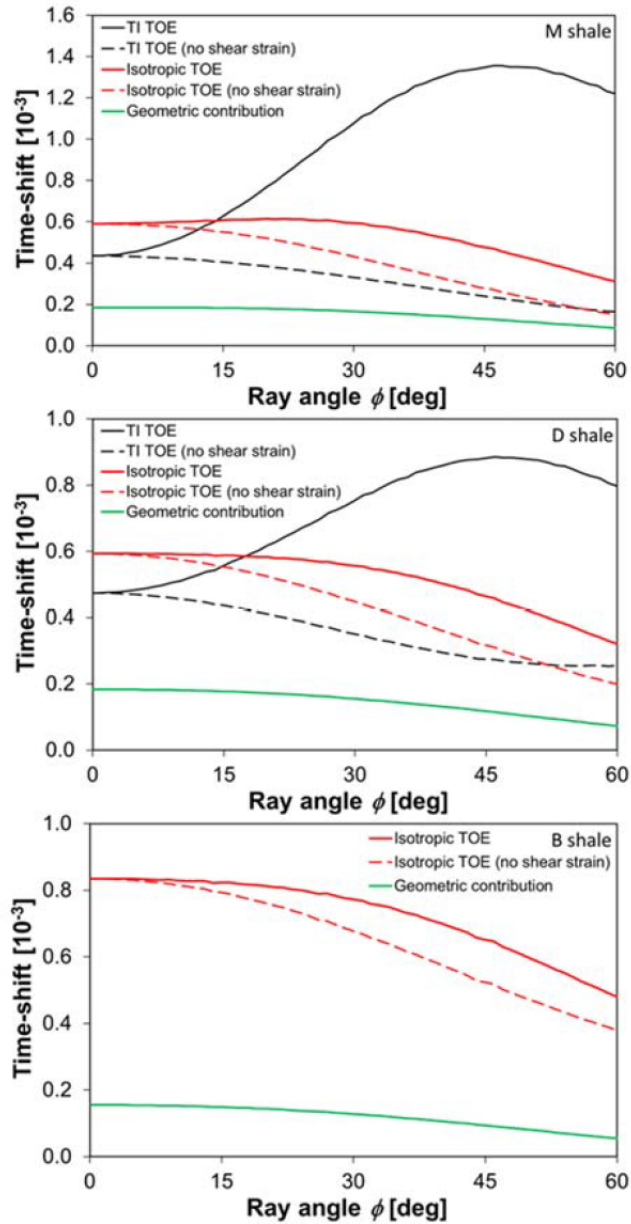 M shale
TI TOE
TI TOE (no shear strain)
Isotropic TOE
Isotropic TOE (no shear strain)
Geometric contribution
Time-shift [10⁻³]
1.6
1.4
1.2
1.0
0.8
0.6
0.4
0.2
0.0
0
15
30
45
60
Ray angle ϕ [deg]
D shale
TI TOE
TI TOE (no shear strain)
Isotropic TOE
Isotropic TOE (no shear strain)
Geometric contribution
Time-shift [10⁻³]
1.0
0.8
0.6
0.4
0.2
0.0
0
15
30
45
60
Ray angle ϕ [deg]
B shale
Isotropic TOE
Isotropic TOE (no shear strain)
Geometric contribution
Time-shift [10⁻³]
1.0
0.8
0.6
0.4
0.2
0.0
0
15
30
45
60
Ray angle ϕ [deg]